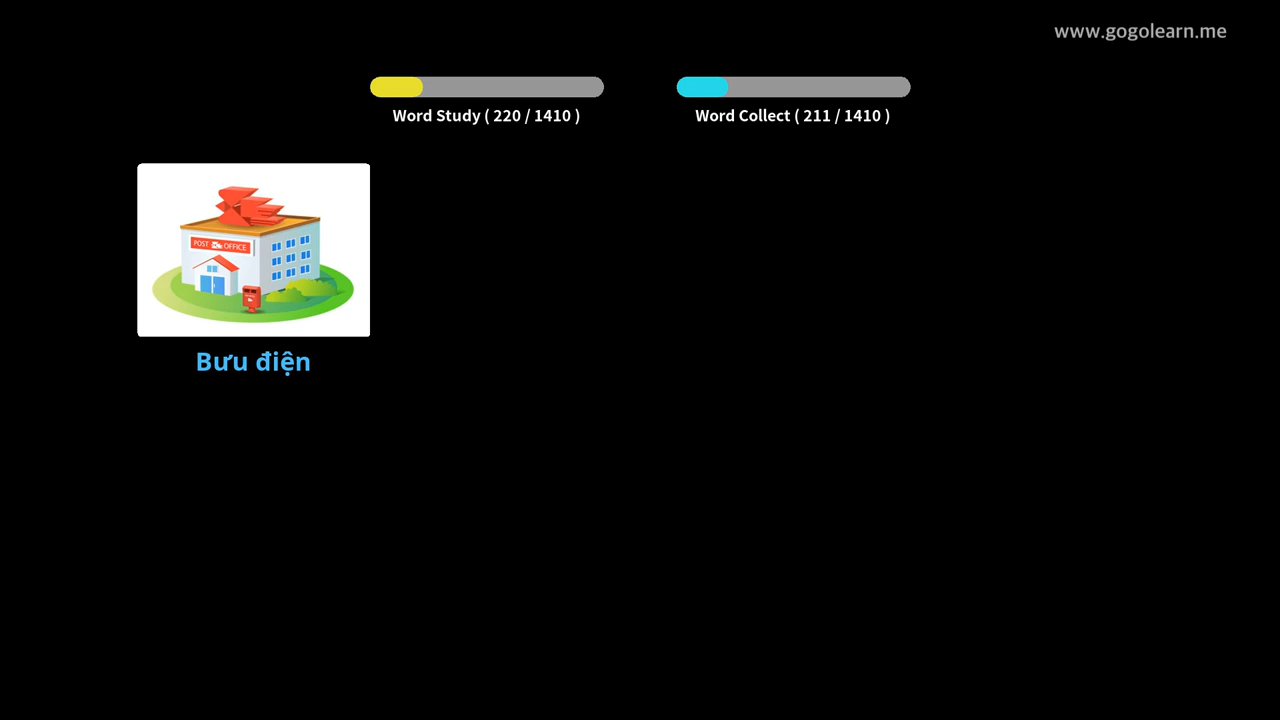 www.gogolearn.me
Word Study ( 220 / 1410 )
Word Collect ( 211 / 1410 )
POST OFFICE
Bưu điện